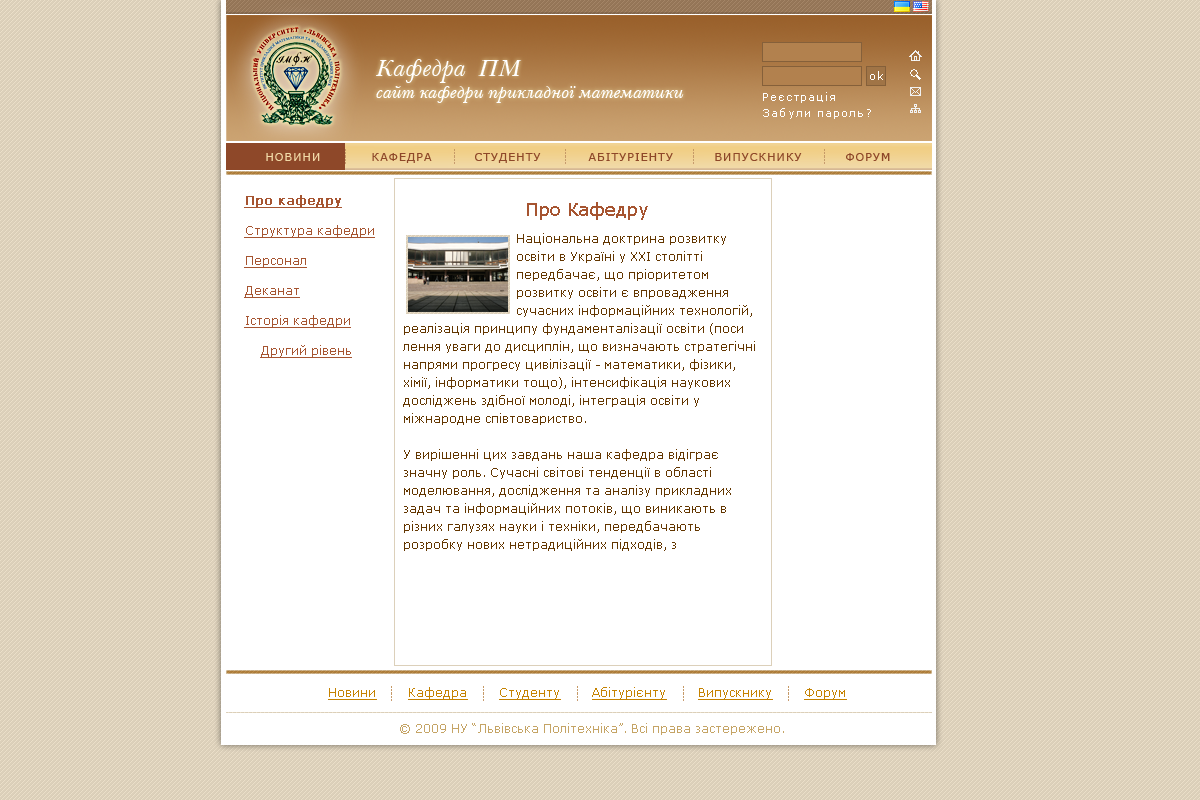 НАЦІОНАЛЬНИЙ УНІВЕРСИТЕТ «ЛЬВІВСЬКА ПОЛІТЕХНІКА»
ІМФН
Кафедра ПМ
сайт кафедри прикладної математики
ok
Реєстрація
Забули пароль?
НОВИНИ КАФЕДРА СТУДЕНТУ АБІТУРІЄНТУ ВИПУСКНИКУ ФОРУМ
Про кафедру
Структура кафедри
Персонал
Деканат
Історія кафедри
Другий рівень
Про Кафедру
Національна доктрина розвитку
освіти в Україні у XXI столітті
передбачає, що пріоритетом
розвитку освіти є впровадження
сучасних інформаційних технологій,
реалізація принципу фундаменталізації освіти (поси
лення уваги до дисциплін, що визначають стратегічні
напрями прогресу цивілізації - математики, фізики,
хімії, інформатики тощо), інтенсифікація наукових
досліджень здібної молоді, інтеграція освіти у
міжнародне співтовариство.
У вирішенні цих завдань наша кафедра відіграє
значну роль. Сучасні світові тенденції в області
моделювання, дослідження та аналізу прикладних
задач та інформаційних потоків, що виникають в
різних галузях науки і техніки, передбачають
розробку нових нетрадиційних підходів, з
Новини Кафедра Студенту Абітурієнту Випускнику Форум
© 2009 НУ “Львівська Політехніка”. Всі права застережено.